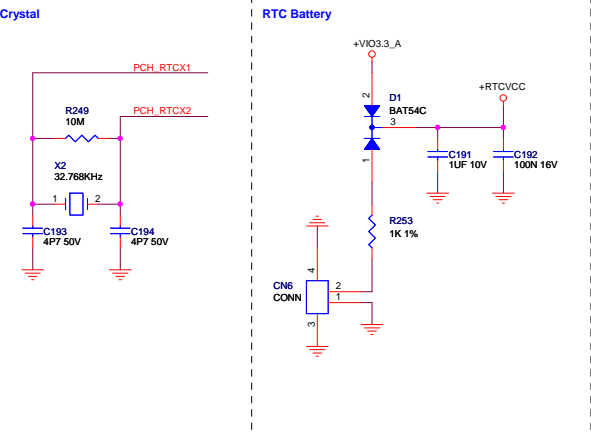 Crystal
PCH_RTCX1
PCH_RTCX2
R249
10M
X2
32.768KHz
1
2
C193
4P7 50V
C194
4P7 50V
RTC Battery
+VIO3.3_A
+RTCVCC
2
D1
BAT54C
3
1
C191
1UF 10V
C192
100N 16V
R253
1K 1%
4
CN6
CONN
2
1
3